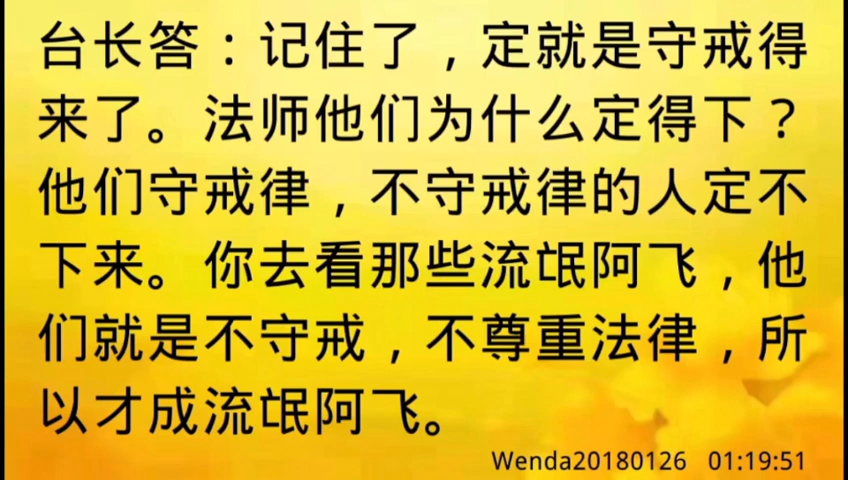 台长答：记住了，定就是守戒得
来了。法师他们为什么定得下？
他们守戒律，不守戒律的人定不
下来。你去看那些流氓阿飞，他
们就是不守戒，不尊重法律，所
以才成流氓阿飞。
Wenda20180126 01:19:51